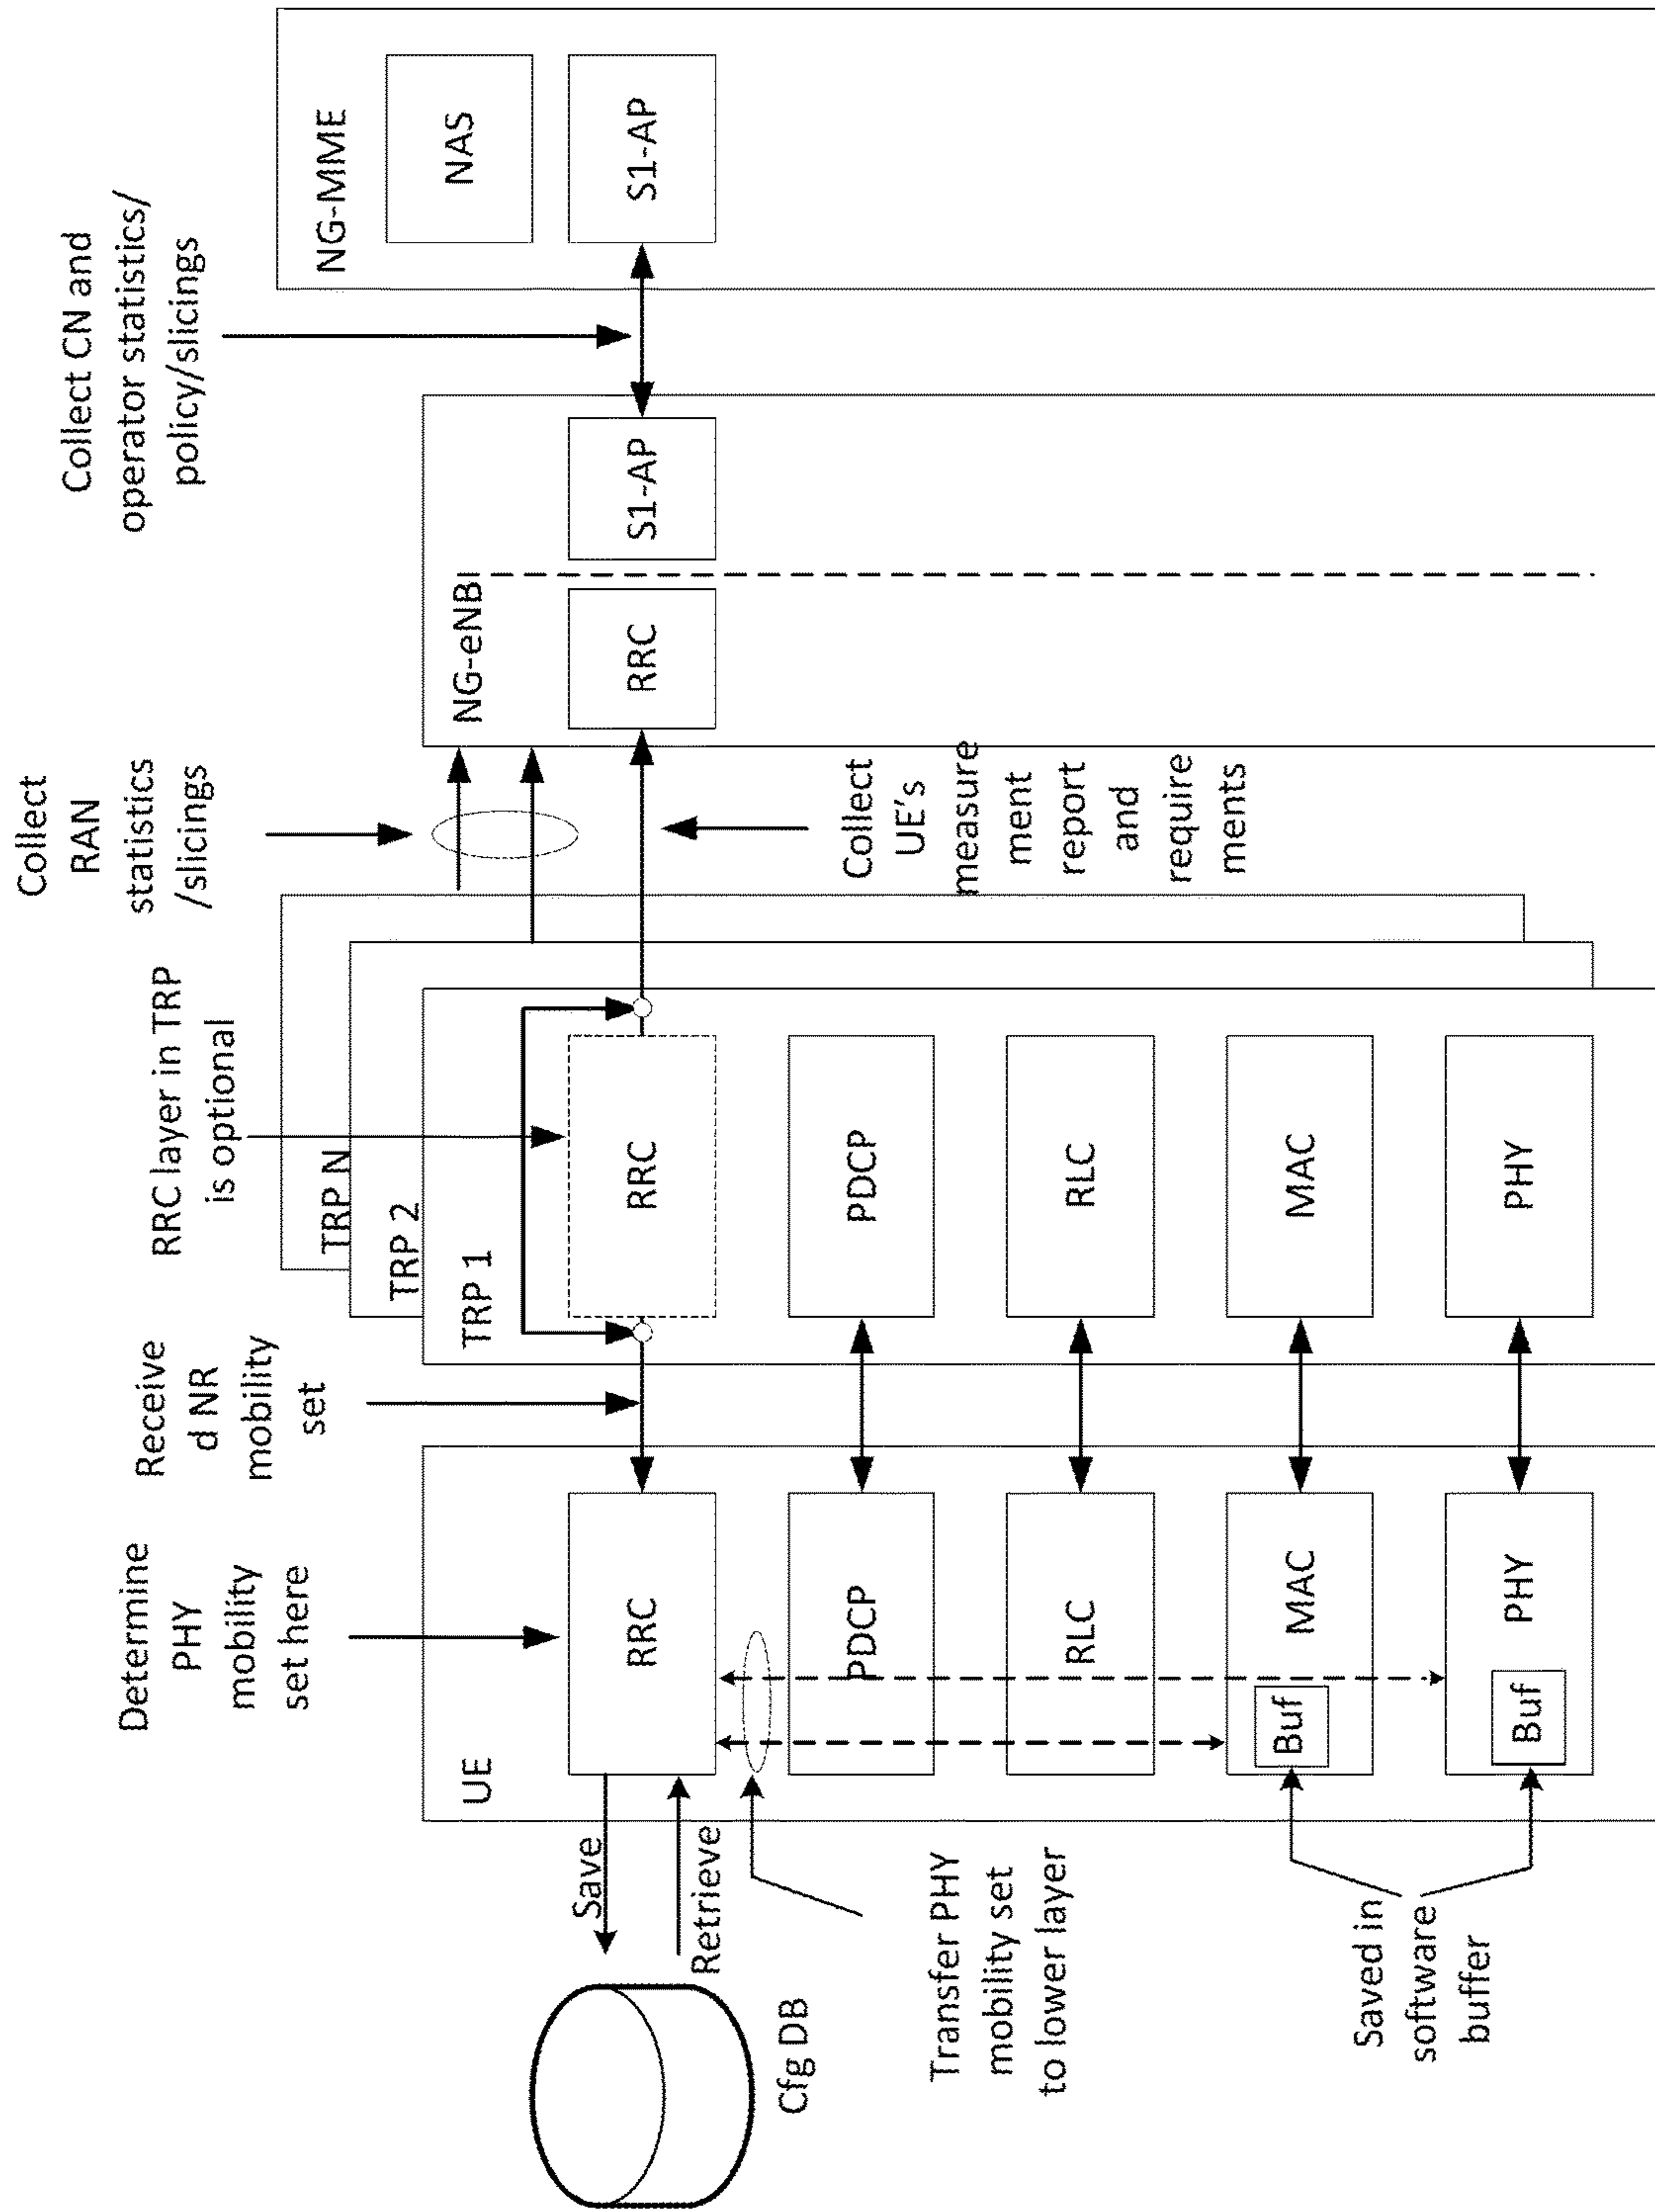 Collect
RAN
statistics
/slicings
Collect CN and
operator statistics/
policy/slicings
Determine
PHY
mobility
set here
Receive
d NR
mobility
set
RRC layer in TRP
is optional
Cfg DB
Save
Retrieve
UE
RRC
PDCP
RLC
MAC
Buf
PHY
Buf
Transfer PHY
mobility set
to lower layer
Saved in
software
buffer
TRP N
TRP 2
TRP 1
RRC
PDCP
RLC
MAC
PHY
Collect
UE's
measure
ment
report
and
require
ments
NG-eNB
RRC
S1-AP
NG-MME
NAS
S1-AP